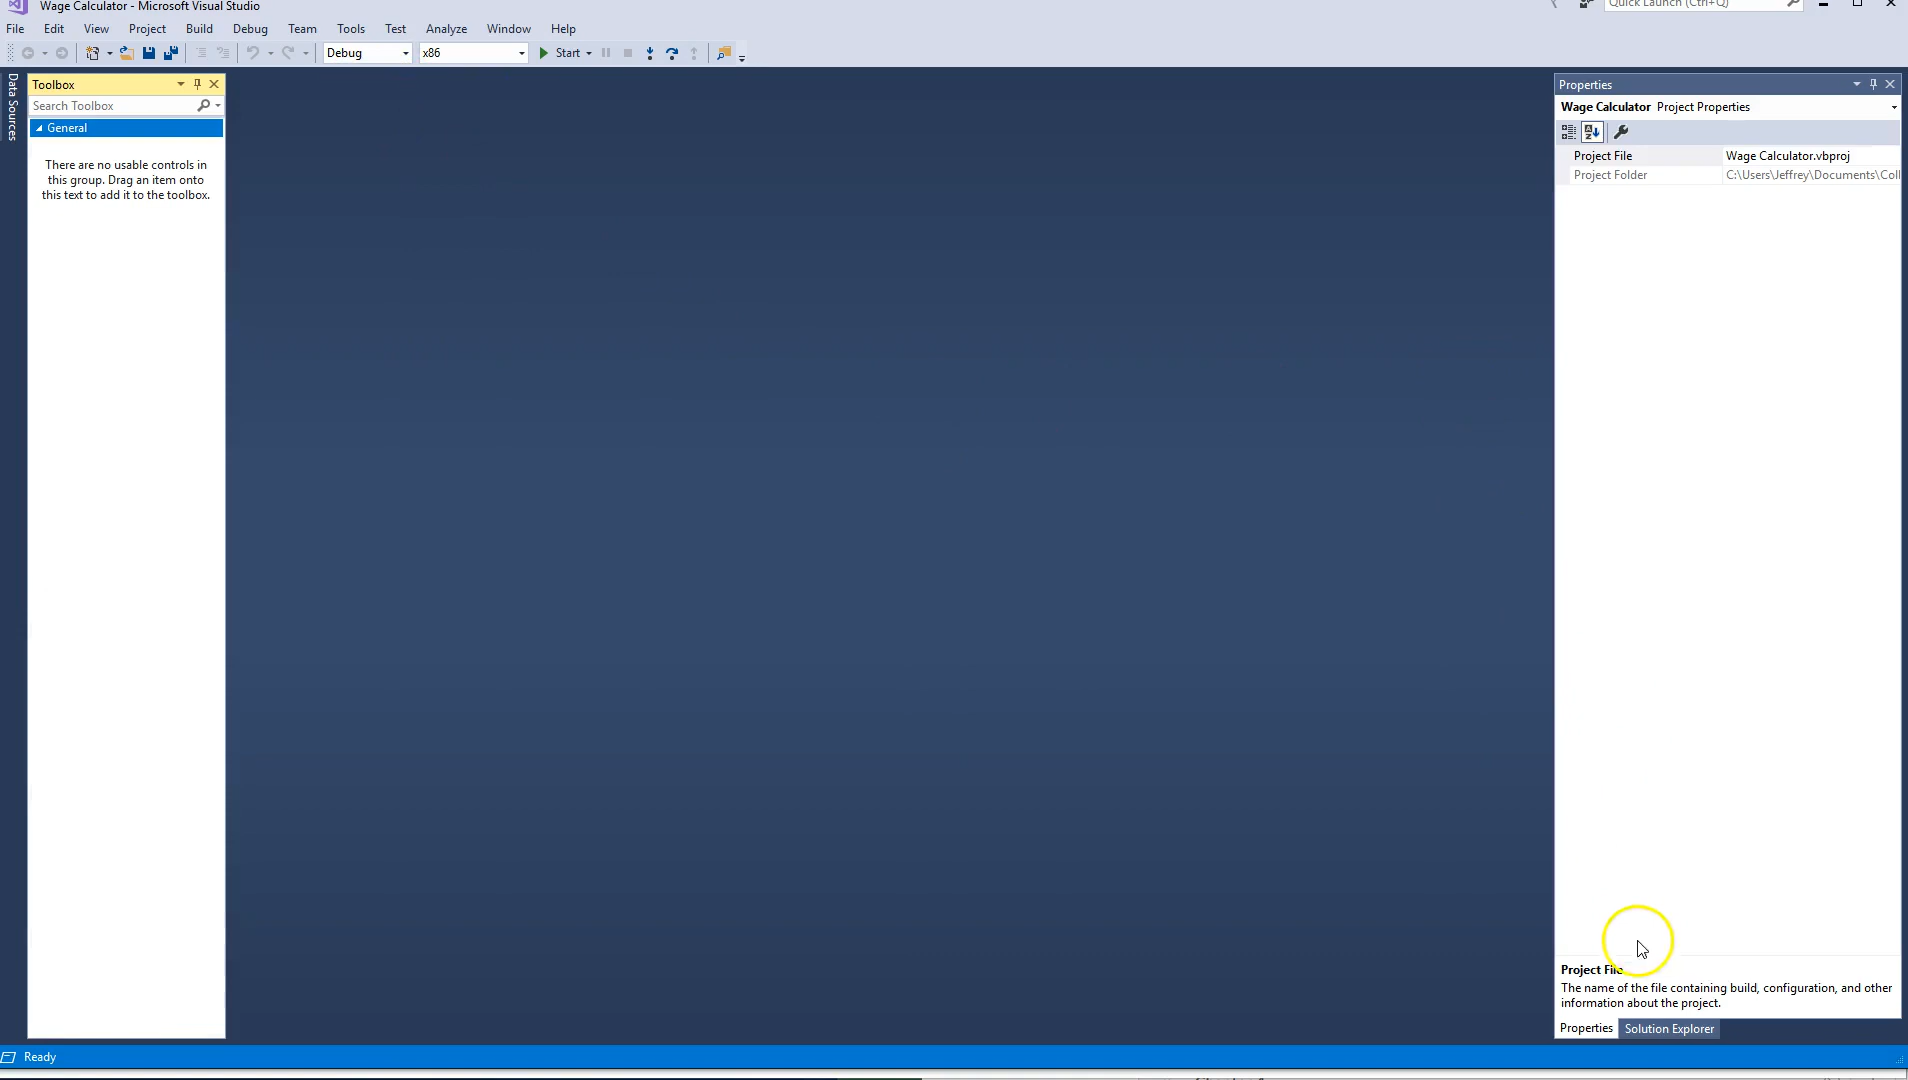 Wage Calculator - Microsoft Visual Studio
Quick Launch (Ctrl+Q)
File Edit View Project Build Debug Team Tools Test Analyze Window Help
Debug x86 Start
Data Sources
Toolbox
Search Toolbox
General
There are no usable controls in
this group. Drag an item onto
this text to add it to the toolbox.
Properties
Wage Calculator Project Properties
Project File Wage Calculator.vbproj
Project Folder C:\Users\Jeffrey\Documents\Coll
Project File
The name of the file containing build, configuration, and other
information about the project.
Properties Solution Explorer
Ready